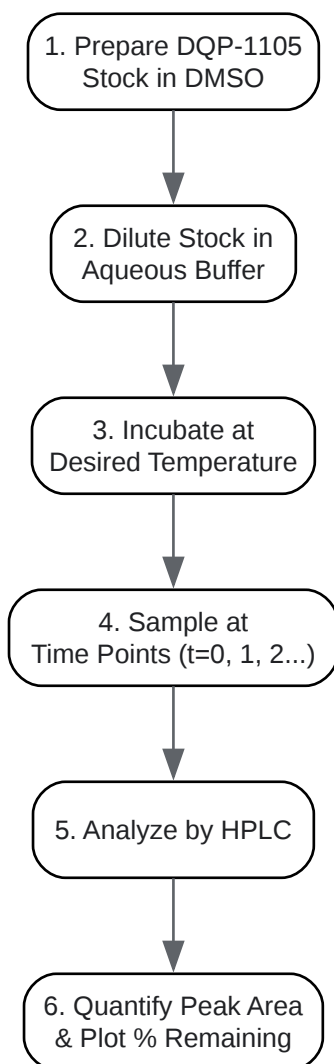 1. Prepare DQP-1105
Stock in DMSO
2. Dilute Stock in
Aqueous Buffer
3. Incubate at
Desired Temperature
4. Sample at
Time Points (t=0, 1, 2...)
5. Analyze by HPLC
6. Quantify Peak Area
& Plot % Remaining